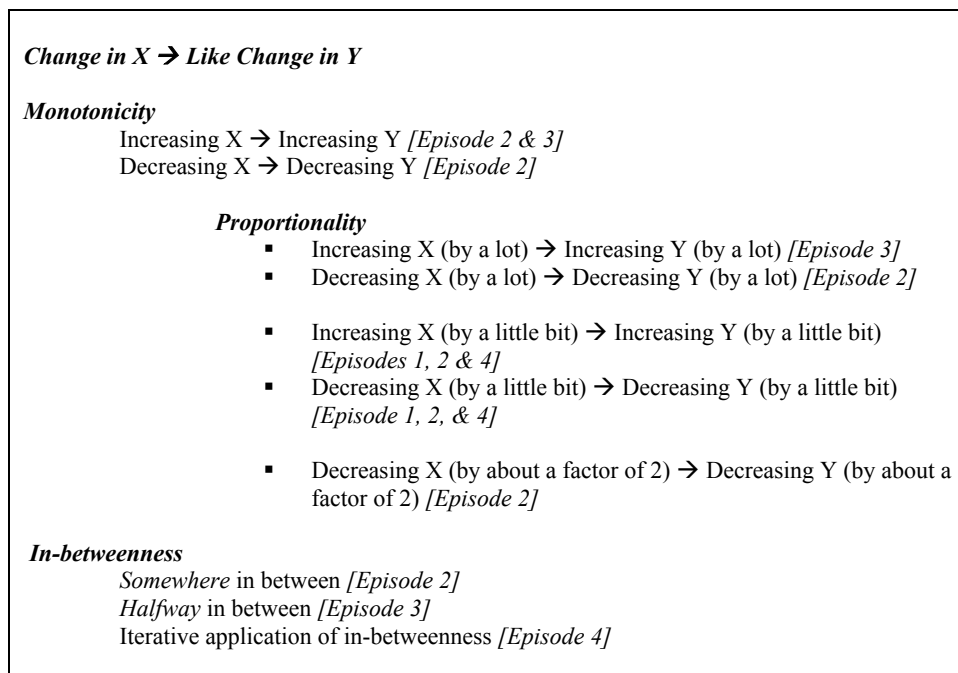 Change in X → Like Change in Y
Monotonicity
Increasing X → Increasing Y [Episode 2 & 3]
Decreasing X → Decreasing Y [Episode 2]
Proportionality
▪ Increasing X (by a lot) → Increasing Y (by a lot) [Episode 3]
▪ Decreasing X (by a lot) → Decreasing Y (by a lot) [Episode 2]
▪ Increasing X (by a little bit) → Increasing Y (by a little bit)
[Episodes 1, 2 & 4]
▪ Decreasing X (by a little bit) → Decreasing Y (by a little bit)
[Episode 1, 2, & 4]
▪ Decreasing X (by about a factor of 2) → Decreasing Y (by about a
factor of 2) [Episode 2]
In-betweenness
Somewhere in between [Episode 2]
Halfway in between [Episode 3]
Iterative application of in-betweenness [Episode 4]